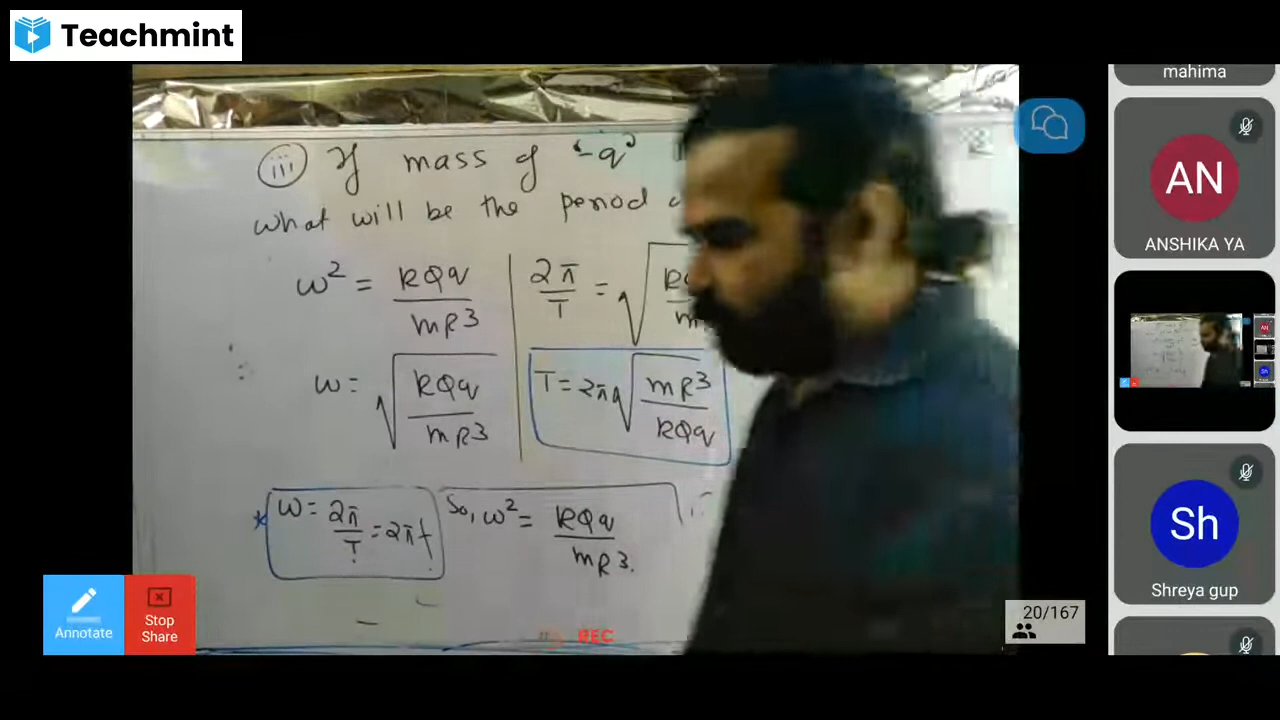 Teachmint
mahima
AN
ANSHIKA YA
Sh
Shreya gup
20/167
Annotate
Stop
Share
REC
(iii) If mass of '-q'
what will be the period
ω² = kQq / mR³
ω = √(kQq / mR³)
2π/T = √
T = 2π√(mR³ / kQq)
* ω = 2π/T = 2πf
So, ω² = kQq / mR³.